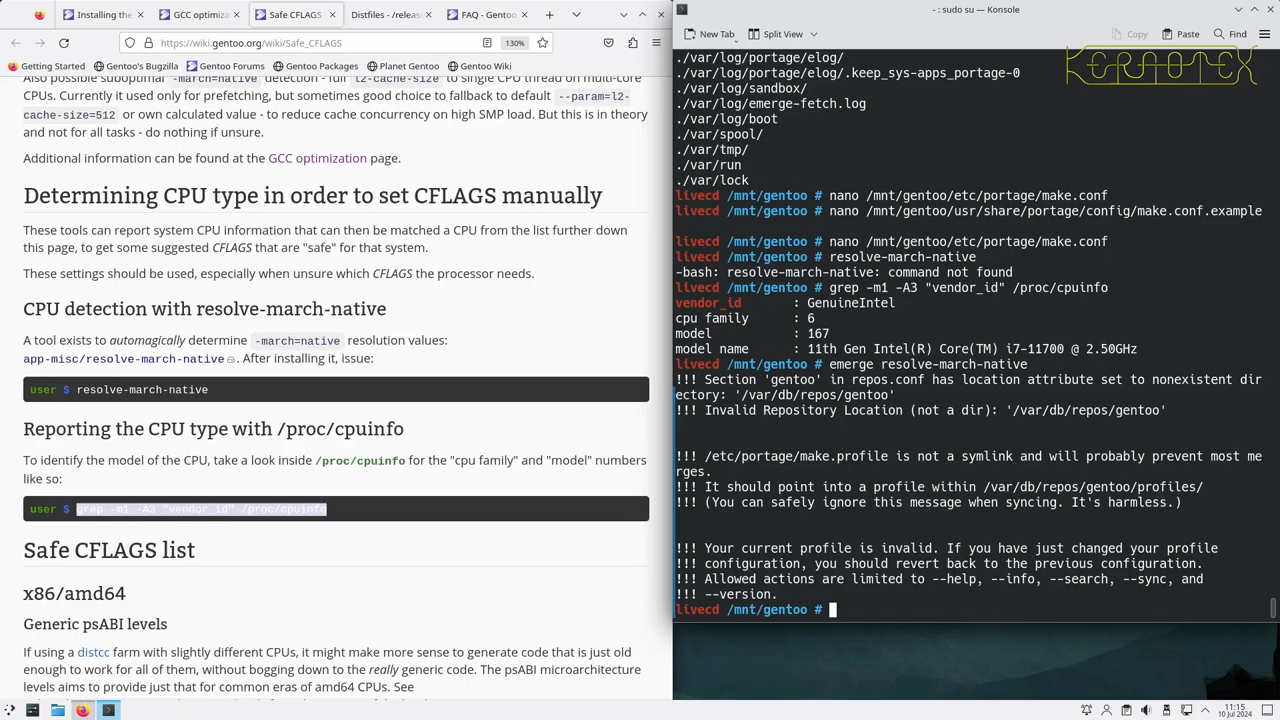 Installing the
GCC optimiza
Safe CFLAGS
Distfiles - /relea
FAQ - Gentoo
https://wiki.gentoo.org/wiki/Safe_CFLAGS
130%
Getting Started
Gentoo's Bugzilla
Gentoo Forums
Gentoo Packages
Planet Gentoo
Gentoo Wiki
Also possible suboptimal -march=native detection - full l2-cache-size to single CPU thread on multi-core
CPUs. Currently it used only for prefetching, but sometimes good choice to fallback to default --param=l2-
cache-size=512 or own calculated value - to reduce cache concurrency on high SMP load. But this is in theory
and not for all tasks - do nothing if unsure.
Additional information can be found at the GCC optimization page.
Determining CPU type in order to set CFLAGS manually
These tools can report system CPU information that can then be matched a CPU from the list further down
this page, to get some suggested CFLAGS that are "safe" for that system.
These settings should be used, especially when unsure which CFLAGS the processor needs.
CPU detection with resolve-march-native
A tool exists to automagically determine -march=native resolution values:
app-misc/resolve-march-native. After installing it, issue:
user $ resolve-march-native
Reporting the CPU type with /proc/cpuinfo
To identify the model of the CPU, take a look inside /proc/cpuinfo for the "cpu family" and "model" numbers
like so:
user $ grep -m1 -A3 "vendor_id" /proc/cpuinfo
Safe CFLAGS list
x86/amd64
Generic psABI levels
If using a distcc farm with slightly different CPUs, it might make more sense to generate code that is just old
enough to work for all of them, without bogging down to the really generic code. The psABI microarchitecture
levels aims to provide just that for common eras of amd64 CPUs. See
- : sudo su — Konsole
New Tab
Split View
Copy
Paste
Find
KERNOTEX
./var/log/portage/elog/
./var/log/portage/elog/.keep_sys-apps_portage-0
./var/log/sandbox/
./var/log/emerge-fetch.log
./var/log/boot
./var/spool/
./var/tmp/
./var/run
./var/lock
livecd /mnt/gentoo # nano /mnt/gentoo/etc/portage/make.conf
livecd /mnt/gentoo # nano /mnt/gentoo/usr/share/portage/config/make.conf.example
livecd /mnt/gentoo # nano /mnt/gentoo/etc/portage/make.conf
livecd /mnt/gentoo # resolve-march-native
-bash: resolve-march-native: command not found
livecd /mnt/gentoo # grep -m1 -A3 "vendor_id" /proc/cpuinfo
vendor_id : GenuineIntel
cpu family : 6
model : 167
model name : 11th Gen Intel(R) Core(TM) i7-11700 @ 2.50GHz
livecd /mnt/gentoo # emerge resolve-march-native
!!! Section 'gentoo' in repos.conf has location attribute set to nonexistent dir
ectory: '/var/db/repos/gentoo'
!!! Invalid Repository Location (not a dir): '/var/db/repos/gentoo'
!!! /etc/portage/make.profile is not a symlink and will probably prevent most me
rges.
!!! It should point into a profile within /var/db/repos/gentoo/profiles/
!!! (You can safely ignore this message when syncing. It's harmless.)
!!! Your current profile is invalid. If you have just changed your profile
!!! configuration, you should revert back to the previous configuration.
!!! Allowed actions are limited to --help, --info, --search, --sync, and
!!! --version.
livecd /mnt/gentoo #
11:15
10 Jul 2024